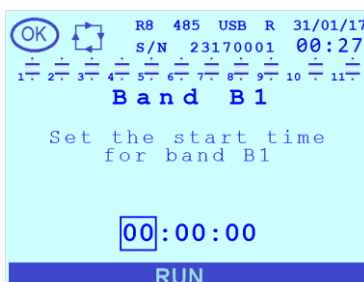 OK R8 485 USB R 31/01/17
S/N 23170001 00:27
1 2 3 4 5 6 7 8 9 10 11
Band B1
Set the start time
for band B1
00:00:00
RUN